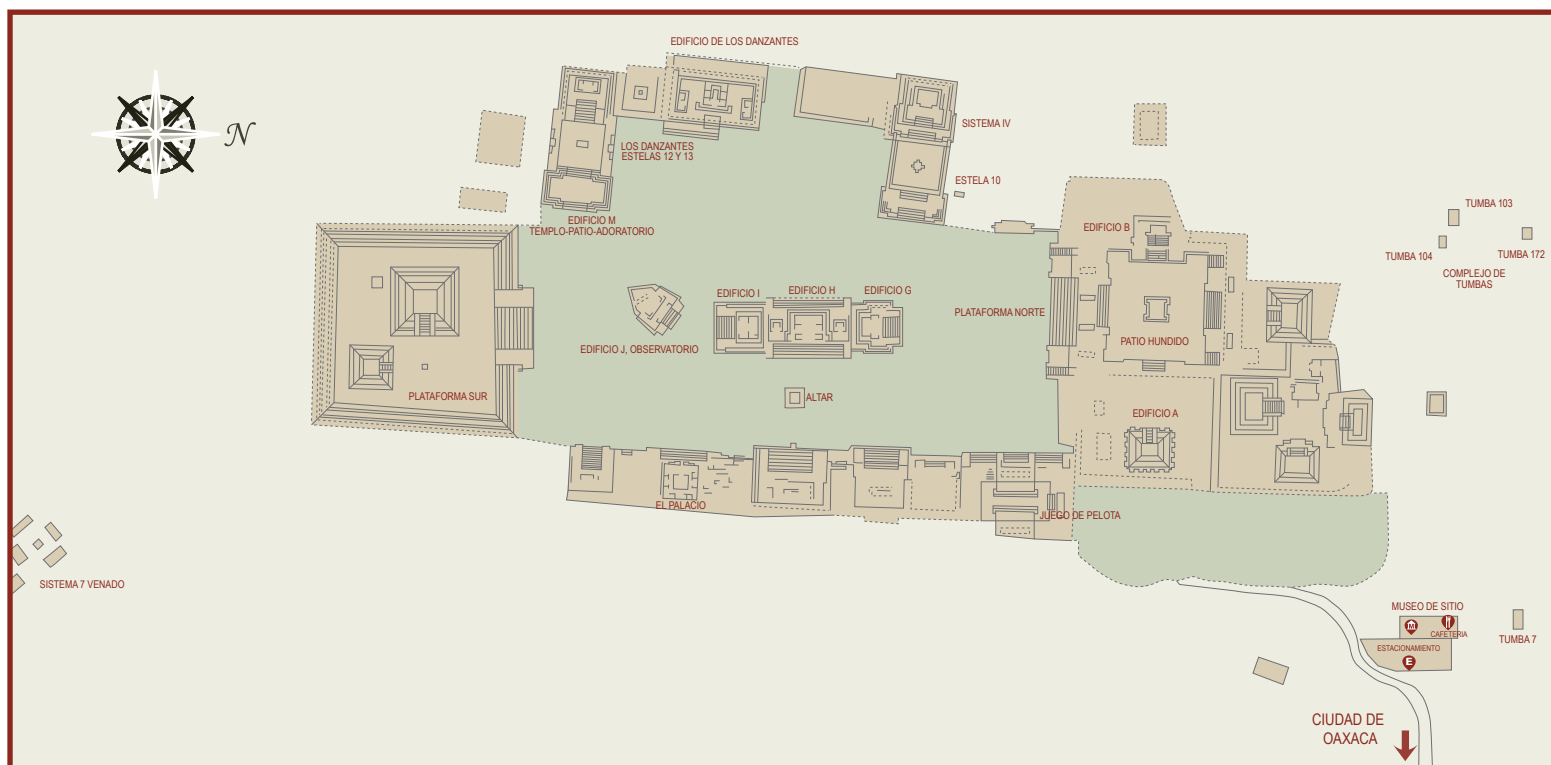 EDIFICIO DE LOS DANZANTES
N
SISTEMA IV
LOS DANZANTES
ESTELAS 12 Y 13
ESTELA 10
TUMBA 103
EDIFICIO M
TEMPLO-PATIO-ADORATORIO
EDIFICIO B
TUMBA 104
TUMBA 172
COMPLEJO DE
TUMBAS
EDIFICIO I
EDIFICIO H
EDIFICIO G
PLATAFORMA NORTE
EDIFICIO J, OBSERVATORIO
PATIO HUNDIDO
PLATAFORMA SUR
ALTAR
EDIFICIO A
EL PALACIO
JUEGO DE PELOTA
SISTEMA 7 VENADO
MUSEO DE SITIO
M
CAFETERIA
TUMBA 7
ESTACIONAMIENTO
E
CIUDAD DE
OAXACA